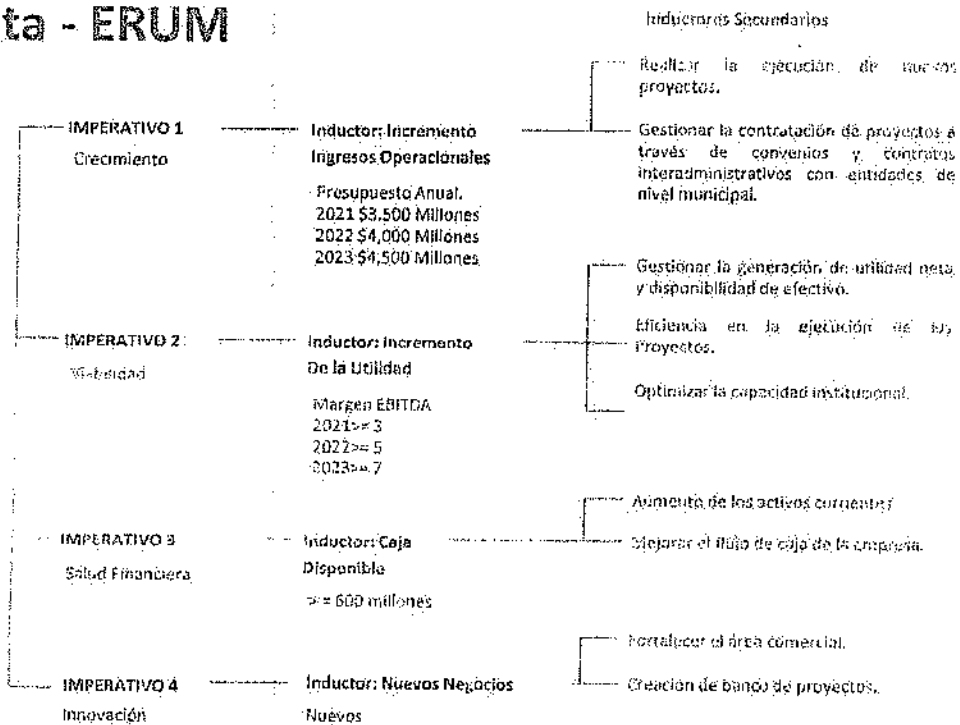 ta - ERUM
Inductores Secundarios
Realizar la ejecución de nuevos
proyectos.
IMPERATIVO 1
Crecimiento
Inductor: Incremento
Ingresos Operacionales
Presupuesto Anual.
2021 $3,500 Millones
2022 $4,000 Millones
2023 $4,500 Millones
Gestionar la contratación de proyectos a
través de convenios y contratos
interadministrativos con entidades de
nivel municipal.
IMPERATIVO 2
Inductor: Incremento
De la Utilidad
Margen EBITDA
2021>= 3
2022>= 5
2023>= 7
Gestionar la generación de utilidad neta
y disponibilidad de efectivo.
Eficiencia en la ejecución de los
Proyectos.
Optimizar la capacidad institucional.
IMPERATIVO 3
Salud Financiera
Inductor: Caja
Disponible
>= 600 millones
Aumento de los activos corrientes
Mejorar el flujo de caja de la empresa.
IMPERATIVO 4
Innovación
Inductor: Nuevos Negocios
Nuevos
Fortalecer el área comercial.
Creación de banco de proyectos.